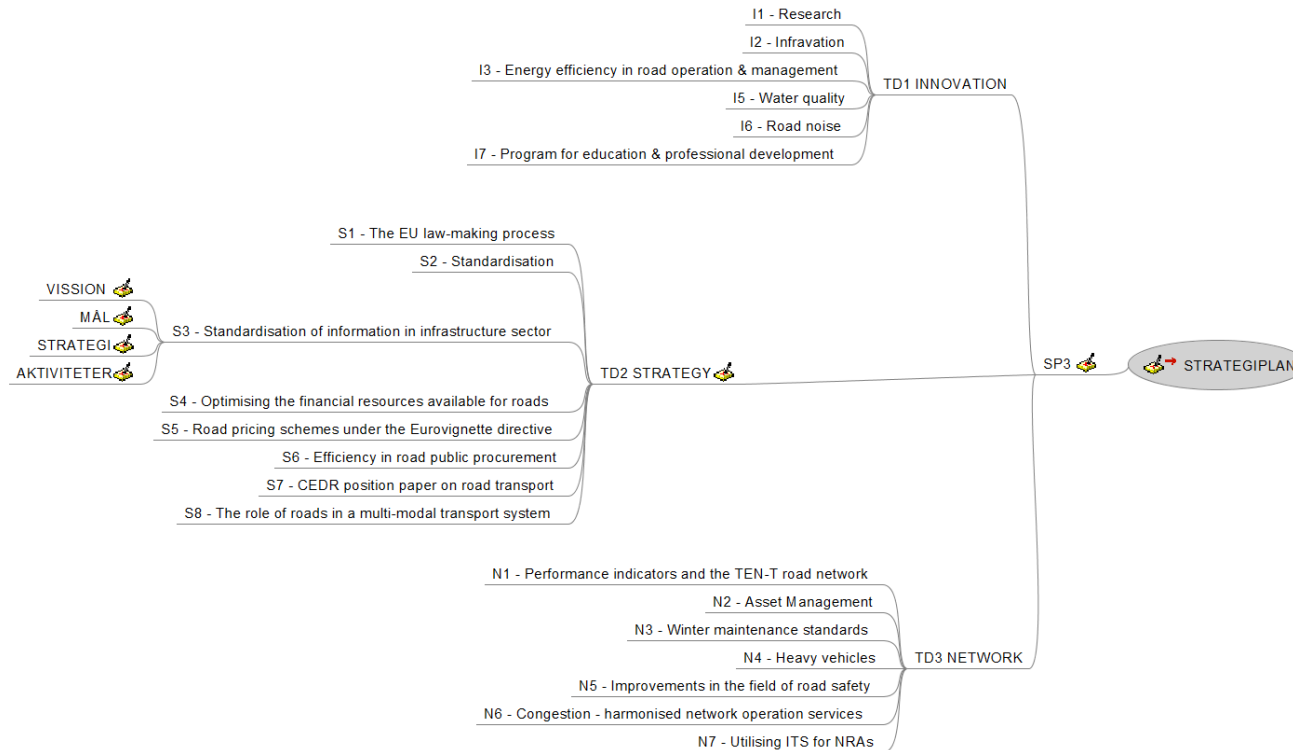 I1 - Research
I2 - Infravation
I3 - Energy efficiency in road operation & management
I5 - Water quality
I6 - Road noise
I7 - Program for education & professional development
TD1 INNOVATION
S1 - The EU law-making process
S2 - Standardisation
VISSION
MÅL
STRATEGI
AKTIVITETER
S3 - Standardisation of information in infrastructure sector
S4 - Optimising the financial resources available for roads
S5 - Road pricing schemes under the Eurovignette directive
S6 - Efficiency in road public procurement
S7 - CEDR position paper on road transport
S8 - The role of roads in a multi-modal transport system
TD2 STRATEGY
SP3
STRATEGIPLAN
N1 - Performance indicators and the TEN-T road network
N2 - Asset Management
N3 - Winter maintenance standards
N4 - Heavy vehicles
N5 - Improvements in the field of road safety
N6 - Congestion - harmonised network operation services
N7 - Utilising ITS for NRAs
TD3 NETWORK